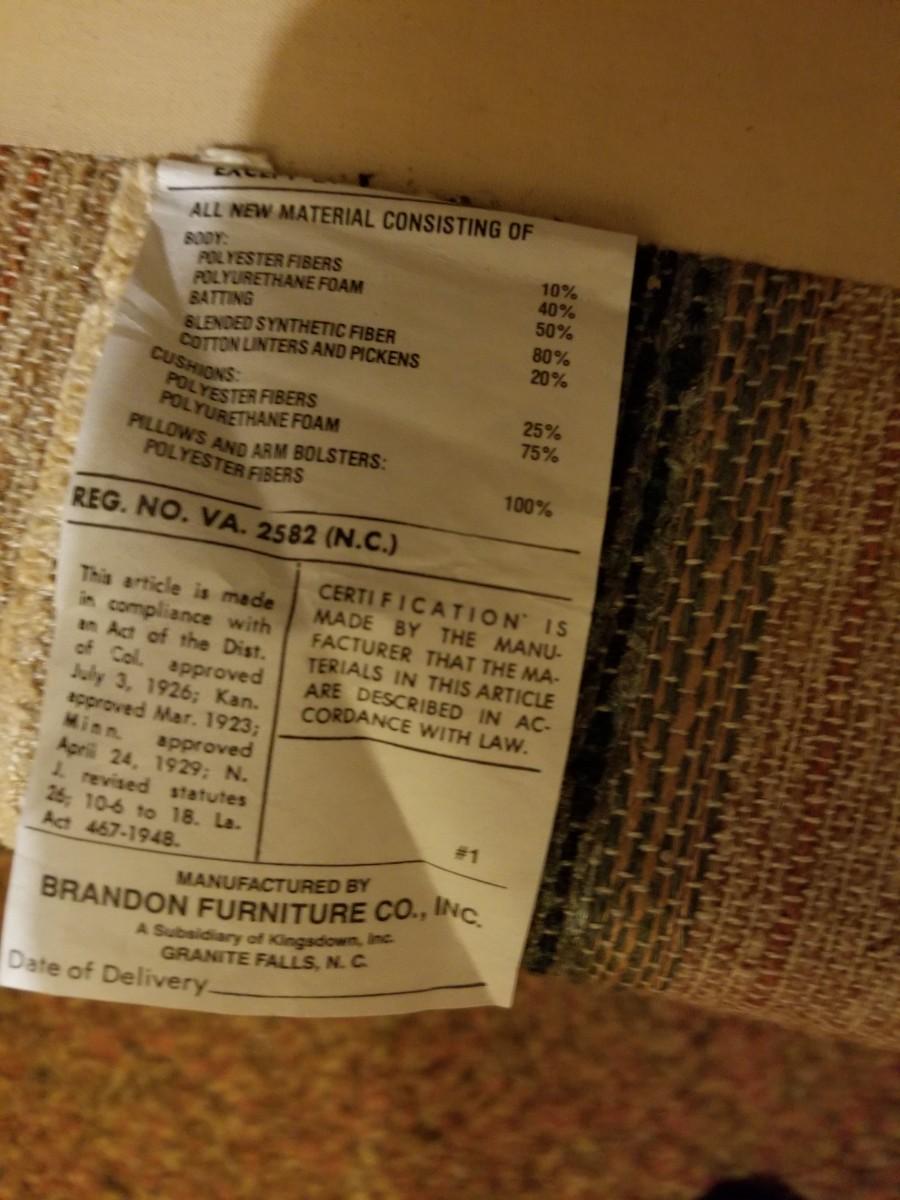 ALL NEW MATERIAL CONSISTING OF
BODY:
POLYESTER FIBERS 10%
POLYURETHANE FOAM 40%
BATTING 50%
BLENDED SYNTHETIC FIBER 80%
COTTON LINTERS AND PICKENS 20%
CUSHIONS:
POLYESTER FIBERS 25%
POLYURETHANE FOAM 75%
PILLOWS AND ARM BOLSTERS:
POLYESTER FIBERS 100%
REG. NO. VA. 2582 (N.C.)
This article is made
in compliance with
an Act of the Dist.
of Col. approved
July 3, 1926; Kan.
approved Mar. 1923;
Minn. approved
April 24, 1929; N.
J. revised statutes
26; 10-6 to 18. La.
Act 467-1948.
CERTIFICATION IS
MADE BY THE MANU-
FACTURER THAT THE MA-
TERIALS IN THIS ARTICLE
ARE DESCRIBED IN AC-
CORDANCE WITH LAW.
#1
MANUFACTURED BY
BRANDON FURNITURE CO., INC.
A Subsidiary of Kingsdown, Inc.
GRANITE FALLS, N. C.
Date of Delivery